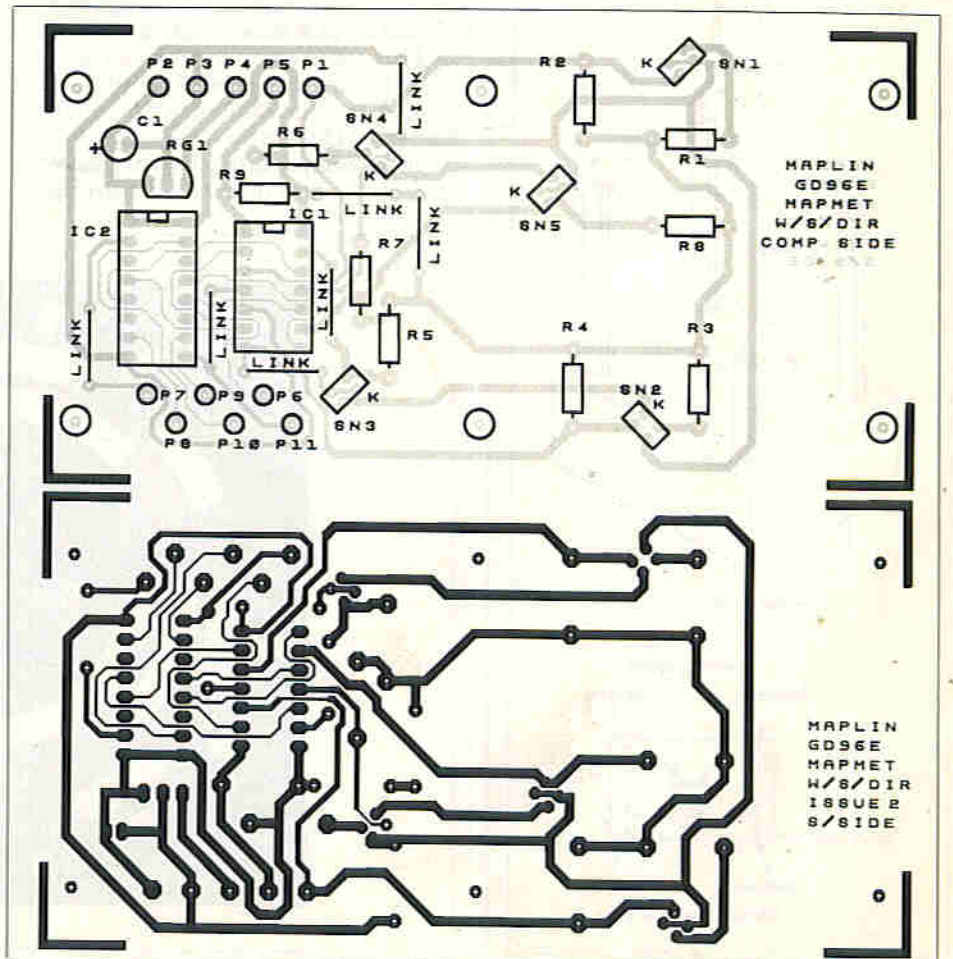 P2 P3 P4 P5 P1
LINK
R2
K
SN1
C1
+
RG1
R6
SN4
K
R1
R9
K
LINK
SN5
IC2
IC1
R7
LINK
R8
MAPLIN
GD96E
MAPMET
W/S/DIR
COMP SIDE
LINK
LINK
LINK
R5
R4
R3
LINK
K
SN3
SN2
K
P7 P9 P6
P8 P10 P11
MAPLIN
GD96E
MAPMET
W/S/DIR
ISSUE 2
S/SIDE